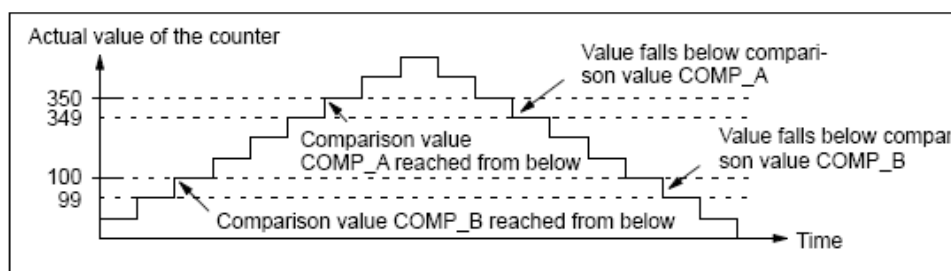 Actual value of the counter
Value falls below compari-
son value COMP_A
350
349
Comparison value
COMP_A reached from below
Value falls below compar
son value COMP_B
100
99
Comparison value COMP_B reached from below
Time